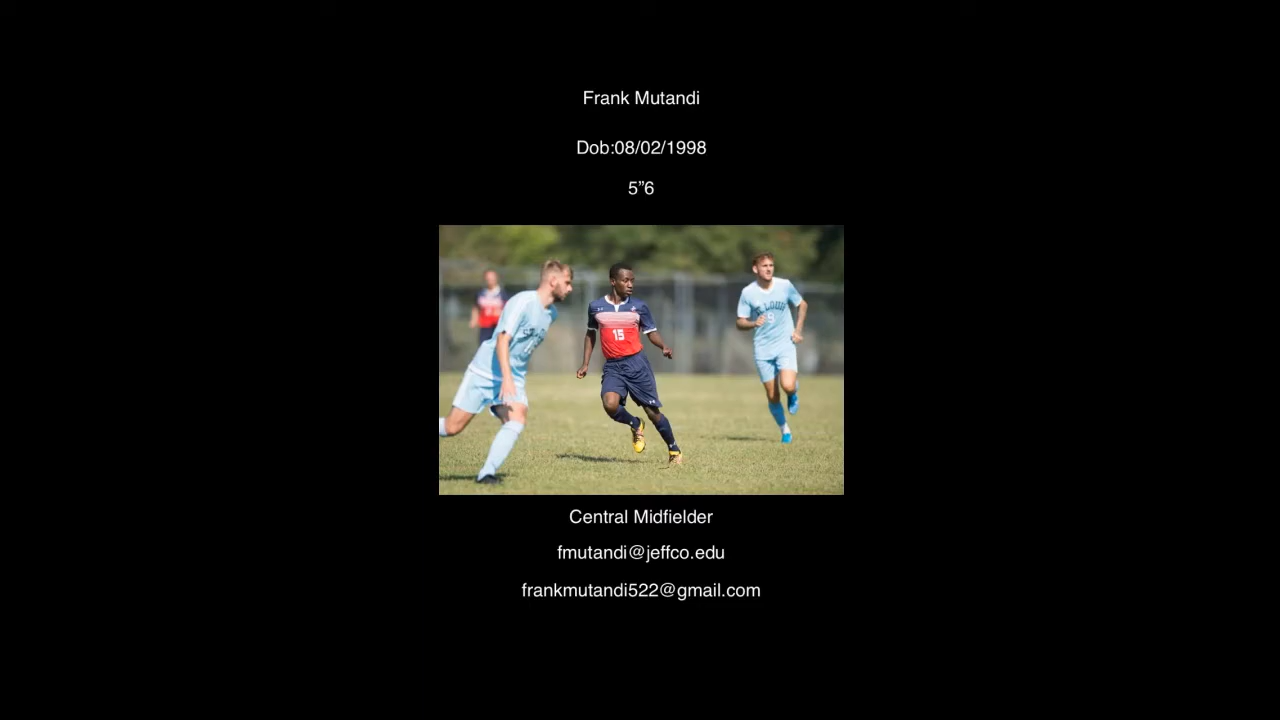 Frank Mutandi
Dob:08/02/1998
5”6
15
Central Midfielder
fmutandi@jeffco.edu
frankmutandi522@gmail.com